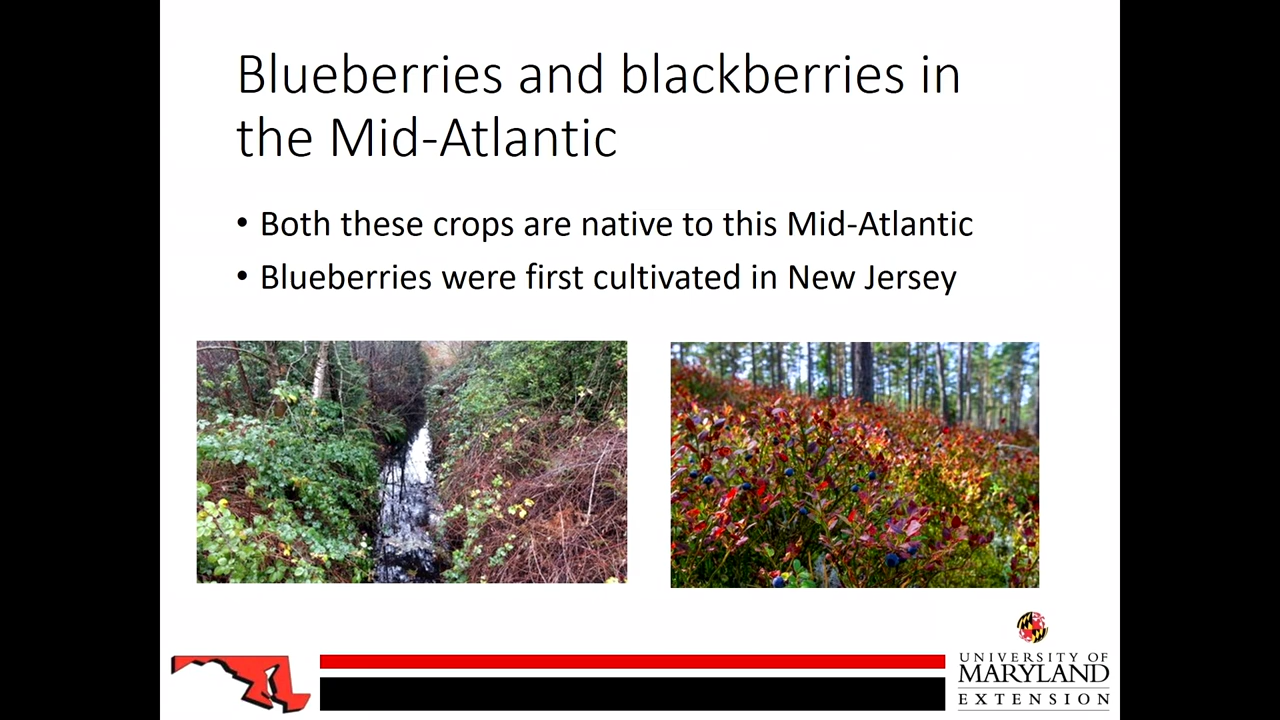 Blueberries and blackberries in
the Mid-Atlantic
• Both these crops are native to this Mid-Atlantic
• Blueberries were first cultivated in New Jersey
UNIVERSITY OF
MARYLAND
EXTENSION